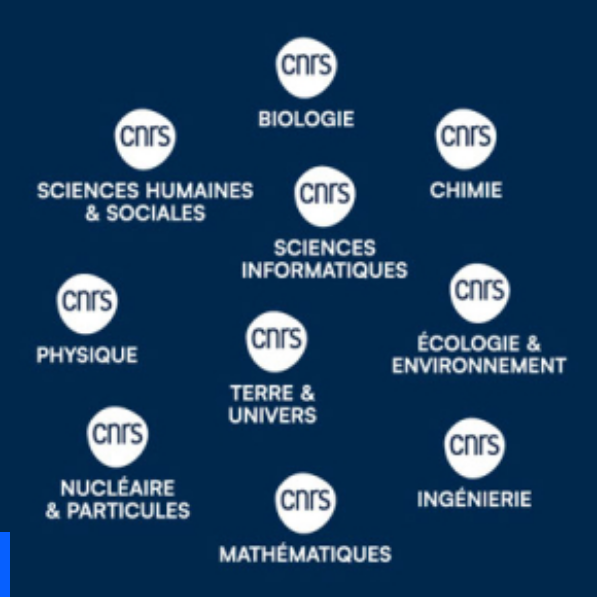 cnrs
BIOLOGIE
cnrs
SCIENCES HUMAINES
& SOCIALES
cnrs
CHIMIE
cnrs
SCIENCES
INFORMATIQUES
cnrs
PHYSIQUE
cnrs
ÉCOLOGIE &
ENVIRONNEMENT
cnrs
TERRE &
UNIVERS
cnrs
NUCLÉAIRE
& PARTICULES
cnrs
INGÉNIERIE
cnrs
MATHÉMATIQUES